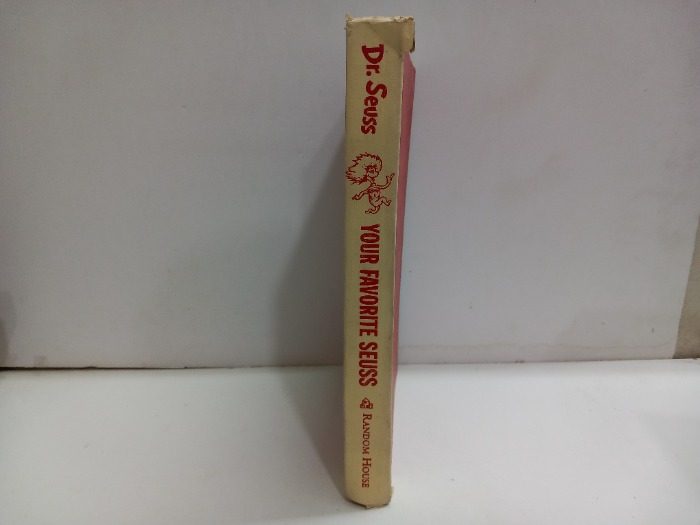 Dr. Seuss
YOUR FAVORITE SEUSS
RANDOM HOUSE